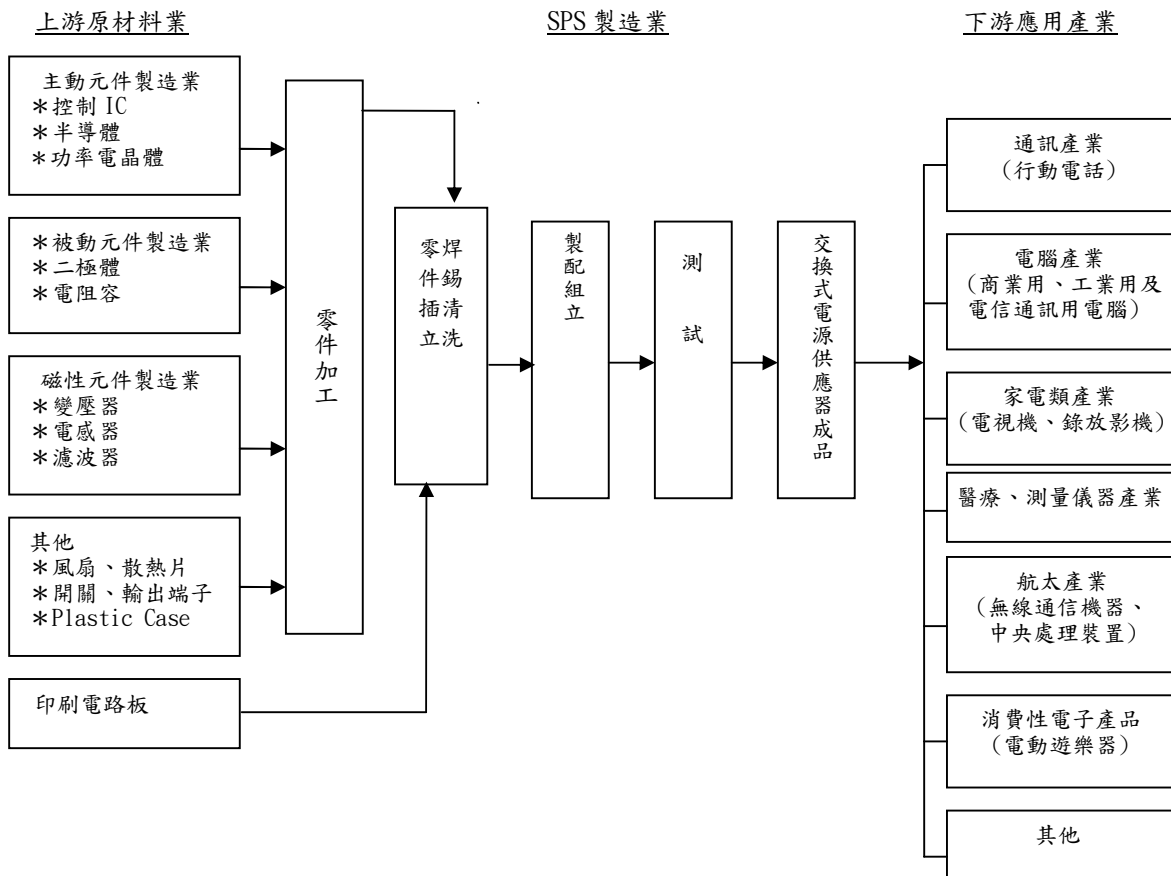 上游原材料業
SPS 製造業
下游應用產業
主動元件製造業
＊控制 IC
＊半導體
＊功率電晶體
＊被動元件製造業
＊二極體
＊電阻容
磁性元件製造業
＊變壓器
＊電感器
＊濾波器
其他
＊風扇、散熱片
＊開關、輸出端子
＊Plastic Case
印刷電路板
零件加工
零件插立
焊錫清洗
製配組立
測試
交換式電源供應器成品
通訊產業
（行動電話）
電腦產業
（商業用、工業用及
電信通訊用電腦）
家電類產業
（電視機、錄放影機）
醫療、測量儀器產業
航太產業
（無線通信機器、
中央處理裝置）
消費性電子產品
（電動遊樂器）
其他